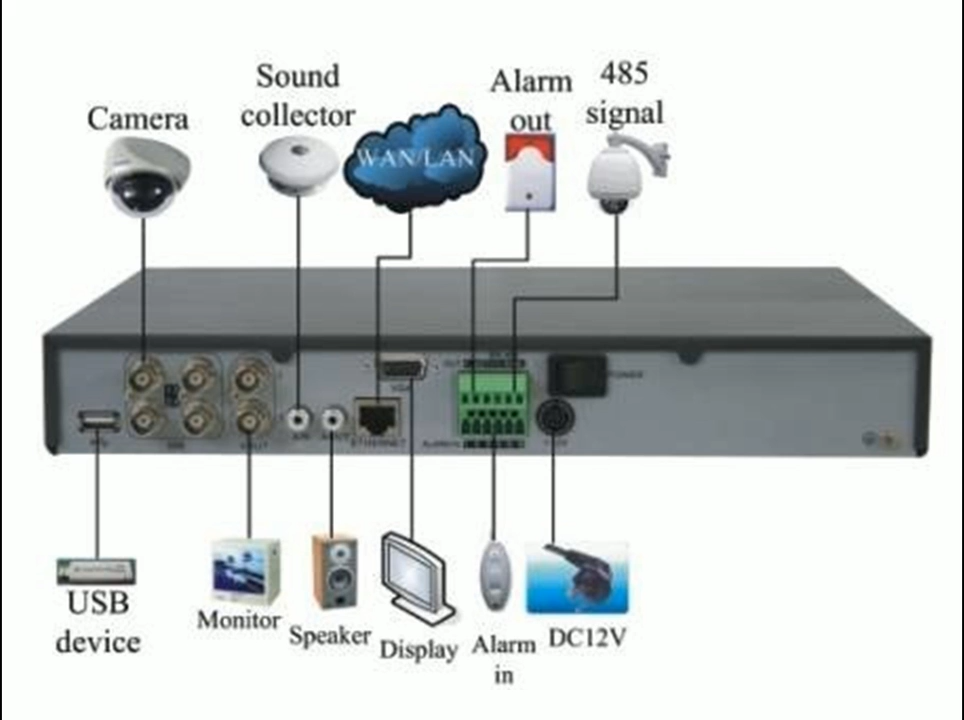 Sound
collector
Alarm
out
485
signal
Camera
WAN/LAN
VGA
POWER
ETHERNET
USB
device
Monitor
Speaker
Display
Alarm
in
DC12V